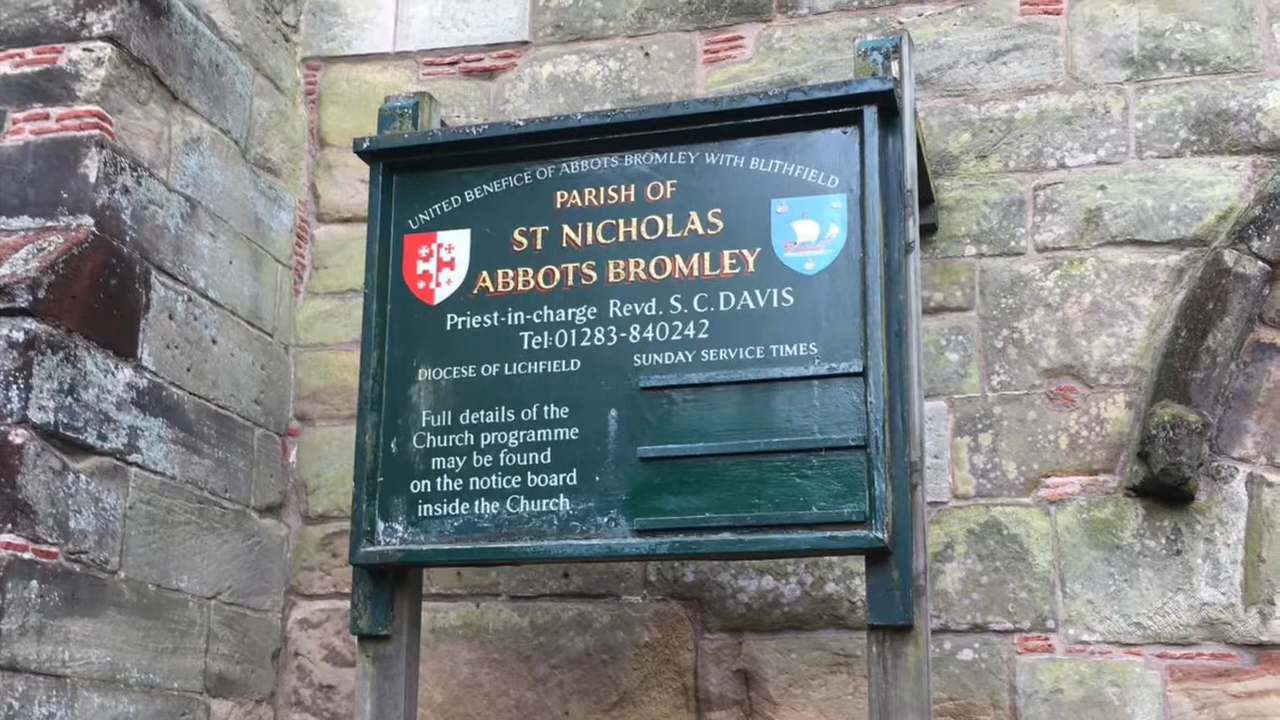 UNITED BENEFICE OF ABBOTS BROMLEY WITH BLITHFIELD
PARISH OF
ST NICHOLAS
ABBOTS BROMLEY
Priest-in-charge Revd. S. C. DAVIS
Tel: 01283-840242
DIOCESE OF LICHFIELD
Full details of the
Church programme
may be found
on the notice board
inside the Church
SUNDAY SERVICE TIMES